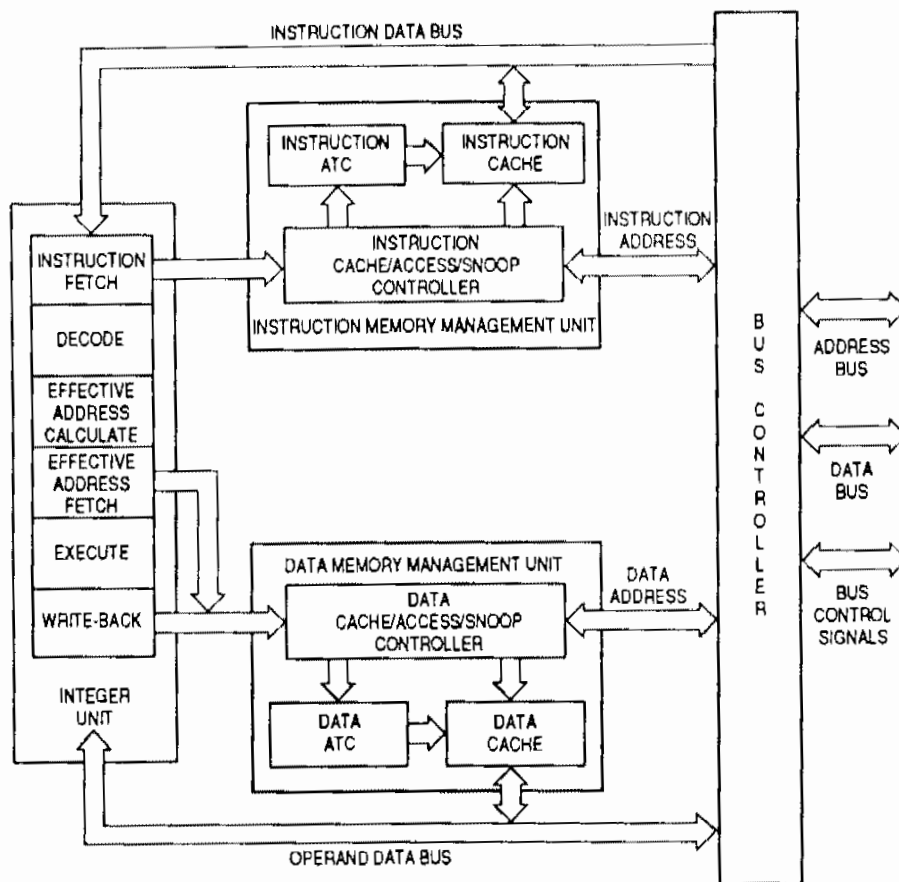 INSTRUCTION DATA BUS
INSTRUCTION
ATC
INSTRUCTION
CACHE
INSTRUCTION
ADDRESS
INSTRUCTION
FETCH
INSTRUCTION
CACHE/ACCESS/SNOOP
CONTROLLER
INSTRUCTION MEMORY MANAGEMENT UNIT
DECODE
EFFECTIVE
ADDRESS
CALCULATE
EFFECTIVE
ADDRESS
FETCH
EXECUTE
WRITE-BACK
INTEGER
UNIT
DATA MEMORY MANAGEMENT UNIT
DATA
CACHE/ACCESS/SNOOP
CONTROLLER
DATA
ADDRESS
DATA
ATC
DATA
CACHE
OPERAND DATA BUS
BUS CONTROLLER
ADDRESS
BUS
DATA
BUS
BUS
CONTROL
SIGNALS